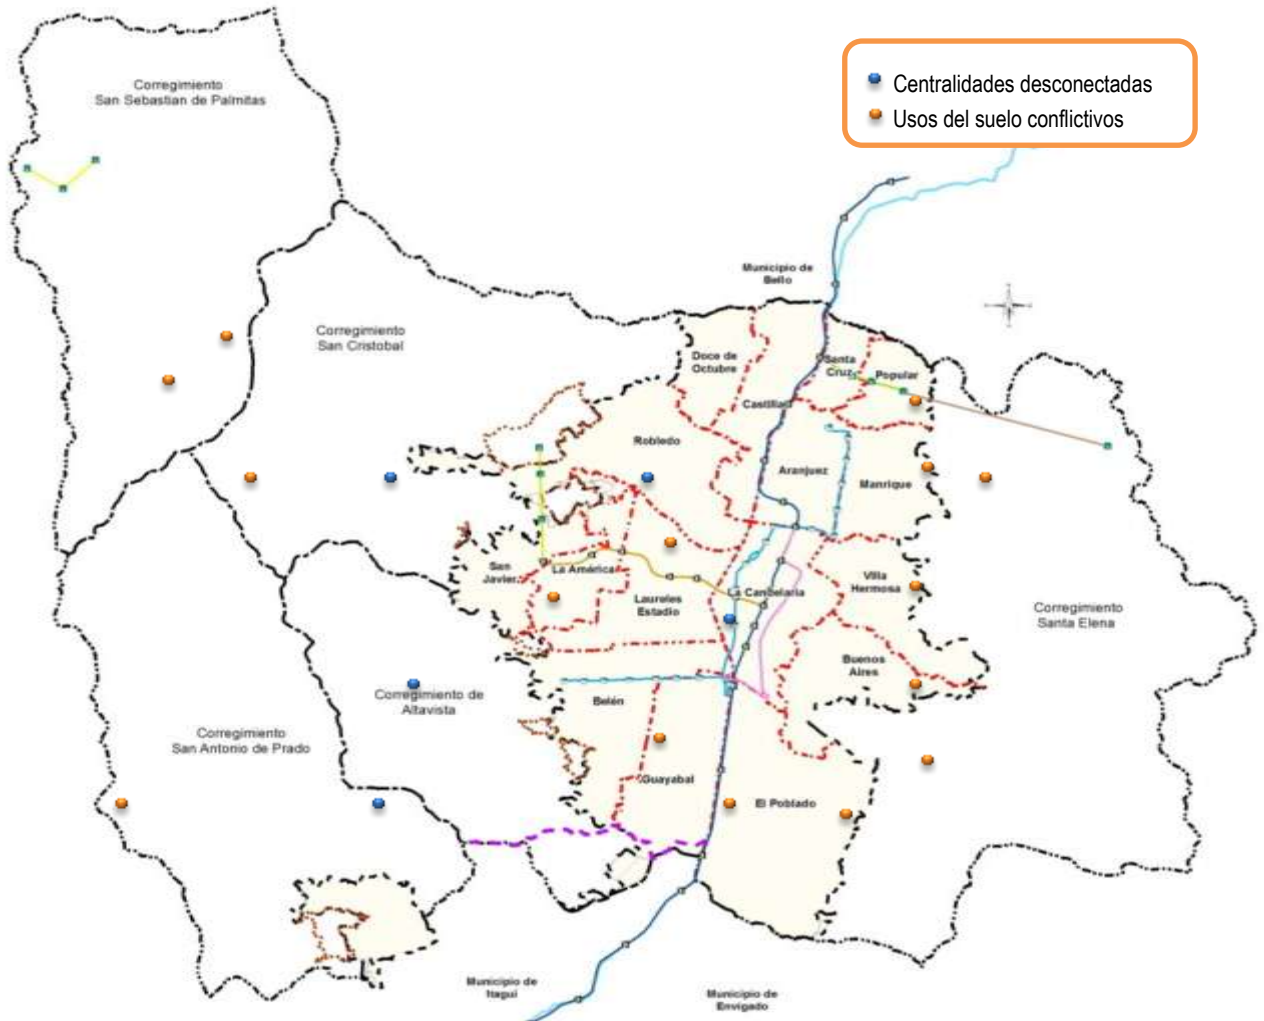 Corregimiento
San Sebastian de Palmitas
Centralidades desconectadas
Usos del suelo conflictivos
Municipio de
Bello
Corregimiento
San Cristobal
Doce de
Octubre
Santa
Cruz
Popular
Castilla
Robledo
Aranjuez
Manrique
San
Javier
La América
Villa
Hermosa
La Candelaria
Laureles
Estadio
Corregimiento
Santa Elena
Buenos
Aires
Corregimiento de
Altavista
Belén
Corregimiento
San Antonio de Prado
Guayabal
El Poblado
Municipio de
Itagui
Municipio de
Envigado